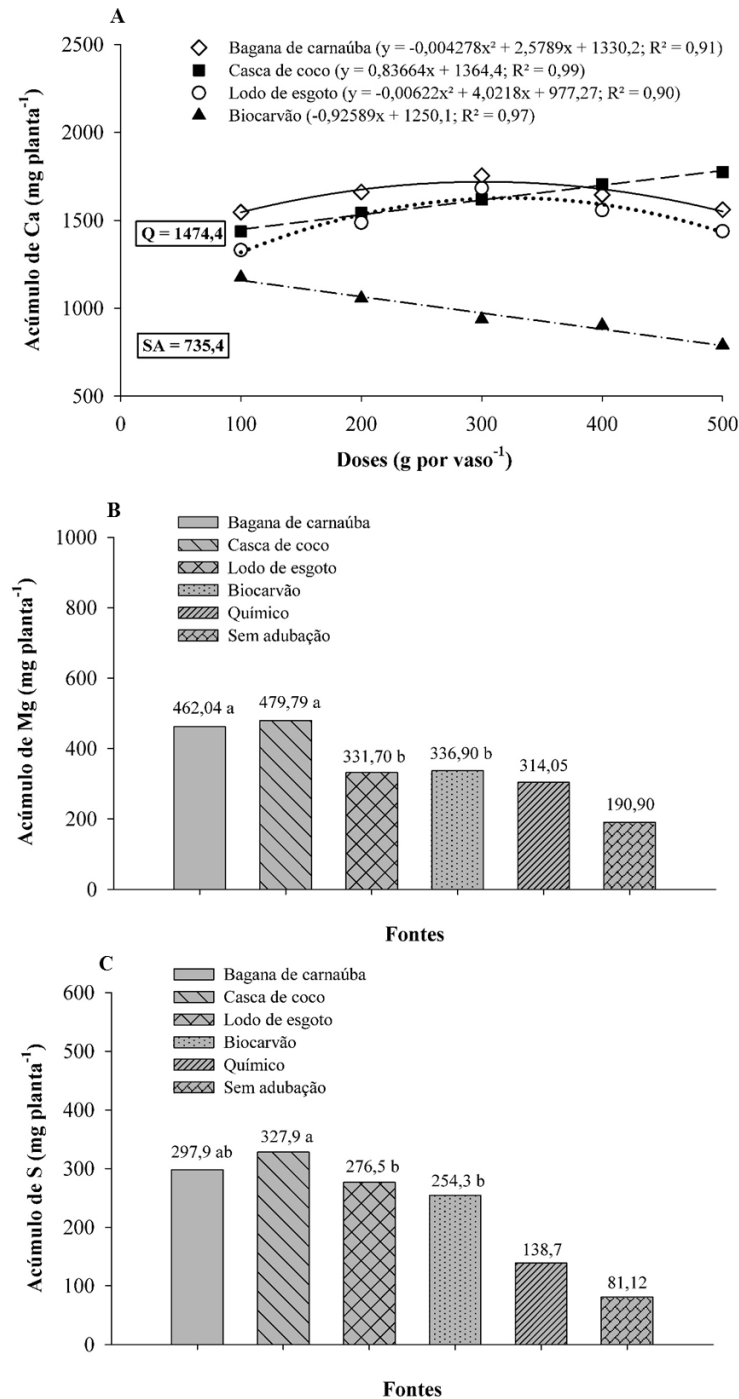 A
Bagana de carnaúba (y = -0,004278x² + 2,5789x + 1330,2; R² = 0,91)
Casca de coco (y = 0,83664x + 1364,4; R² = 0,99)
Lodo de esgoto (y = -0,00622x² + 4,0218x + 977,27; R² = 0,90)
Biocarvão (-0,92589x + 1250,1; R² = 0,97)
Acúmulo de Ca (mg planta⁻¹)
2500
2000
1500
1000
500
Q = 1474,4
SA = 735,4
0 100 200 300 400 500
Doses (g por vaso⁻¹)
B
Bagana de carnaúba
Casca de coco
Lodo de esgoto
Biocarvão
Químico
Sem adubação
Acúmulo de Mg (mg planta⁻¹)
1000
800
600
400
200
0
462,04 a 479,79 a 331,70 b 336,90 b 314,05 190,90
Fontes
C
Bagana de carnaúba
Casca de coco
Lodo de esgoto
Biocarvão
Químico
Sem adubação
Acúmulo de S (mg planta⁻¹)
600
500
400
300
200
100
0
297,9 ab 327,9 a 276,5 b 254,3 b 138,7 81,12
Fontes